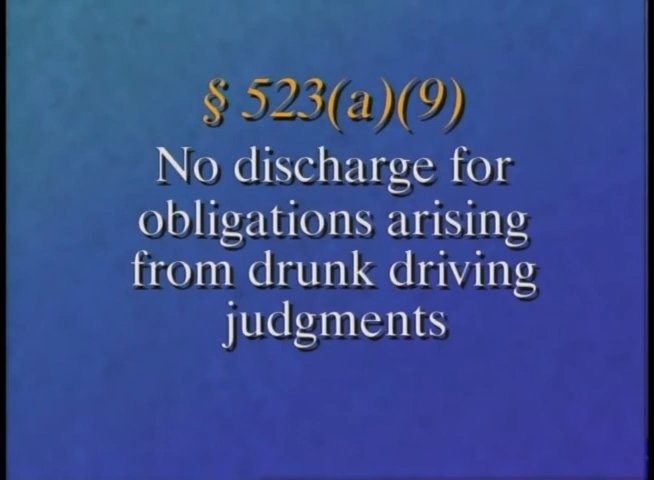 § 523(a)(9)
No discharge for
obligations arising
from drunk driving
judgments